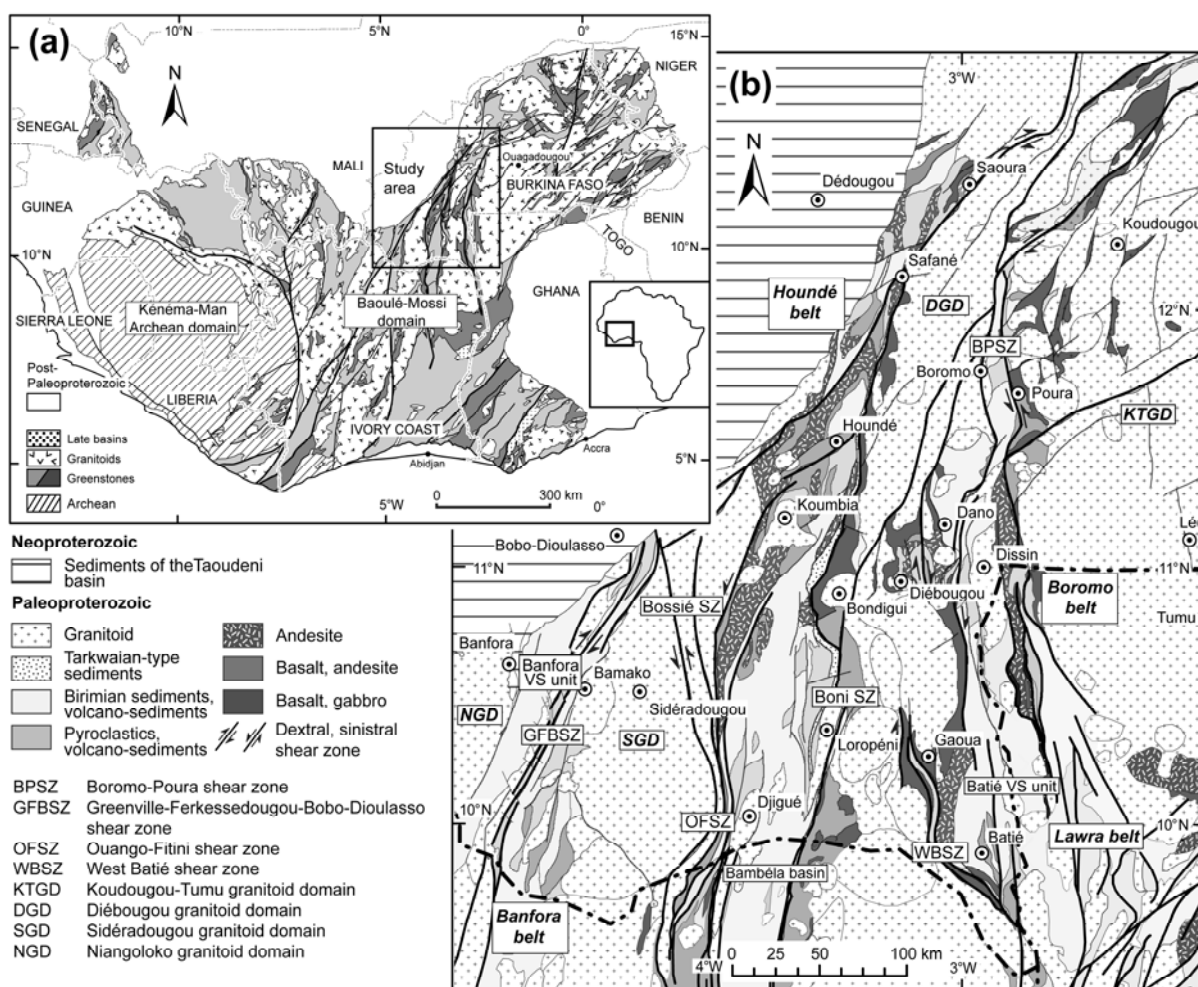 (a)
10°N
5°N
0°
15°N
N
NIGER
SENEGAL
MALI
Study
area
Ouagadougou
BURKINA FASO
GUINEA
BENIN
TOGO
10°N
10°N
GHANA
Kénéma-Man
Archean domain
Baoulé-Mossi
domain
SIERRA LEONE
Post-
Paleoproterozoic
LIBERIA
IVORY COAST
Late basins
Granitoids
Greenstones
Archean
Abidjan
Accra
5°N
10°N
5°W
0
300 km
0°
Neoproterozoic
Sediments of theTaoudeni
basin
Paleoproterozoic
Granitoid
Andesite
Tarkwaian-type
sediments
Basalt, andesite
Birimian sediments,
volcano-sediments
Basalt, gabbro
Pyroclastics,
volcano-sediments
Dextral, sinistral
shear zone
BPSZ Boromo-Poura shear zone
GFBSZ Greenville-Ferkessedougou-Bobo-Dioulasso
shear zone
OFSZ Ouango-Fitini shear zone
WBSZ West Batié shear zone
KTGD Koudougou-Tumu granitoid domain
DGD Diébougou granitoid domain
SGD Sidéradougou granitoid domain
NGD Niangoloko granitoid domain
3°W
(b)
N
Saoura
Dédougou
Koudougou
Safané
Houndé
belt
DGD
12°N
BPSZ
Boromo
Poura
KTGD
Houndé
Koumbia
Dano
Lé
Bobo-Dioulasso
Dissin
11°N
11°N
Bossié SZ
Bondigui
Diébougou
Boromo
belt
Tumu
Banfora
Banfora
VS unit
Bamako
Sidéradougou
Boni SZ
NGD
GFBSZ
SGD
Loropéni
Gaoua
Batié VS unit
Djigué
10°N
OFSZ
WBSZ
Batié
Lawra belt
10°N
Bambéla basin
Banfora
belt
4°W
0 25 50 100 km
3°W